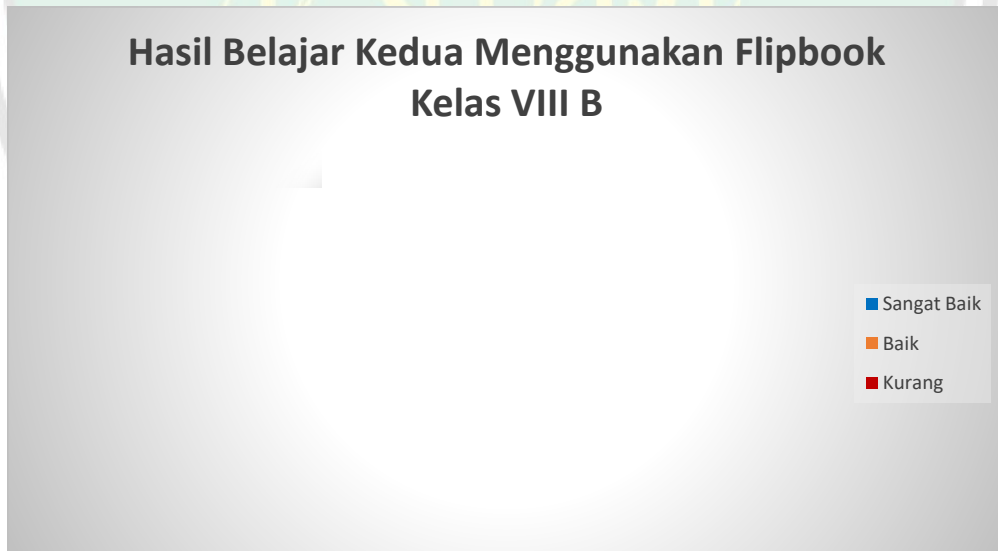 Hasil Belajar Kedua Menggunakan Flipbook
Kelas VIII B
Sangat Baik
Baik
Kurang